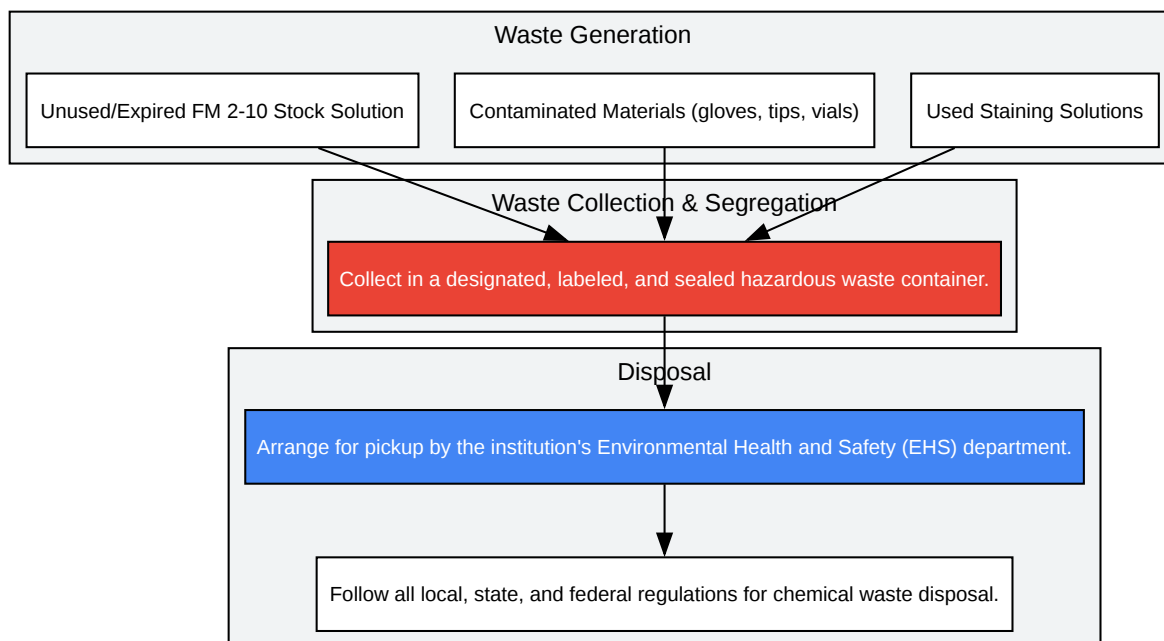 Waste Generation
Unused/Expired FM 2-10 Stock Solution
Contaminated Materials (gloves, tips, vials)
Used Staining Solutions
Waste Collection & Segregation
Collect in a designated, labeled, and sealed hazardous waste container.
Disposal
Arrange for pickup by the institution's Environmental Health and Safety (EHS) department.
Follow all local, state, and federal regulations for chemical waste disposal.